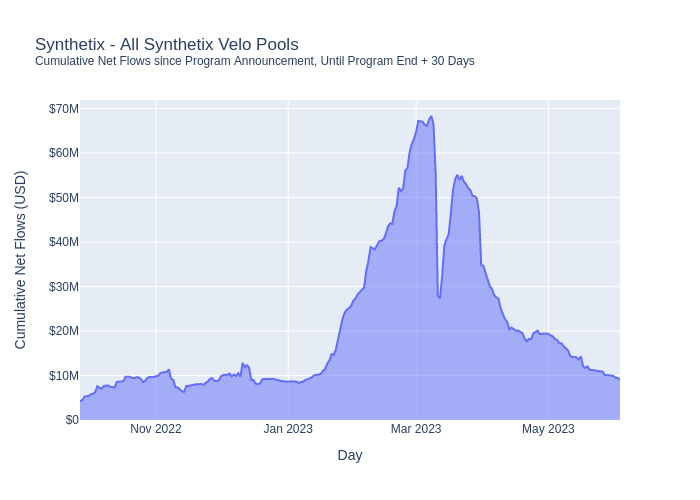 Synthetix - All Synthetix Velo Pools
Cumulative Net Flows since Program Announcement, Until Program End + 30 Days
Cumulative Net Flows (USD)
$70M
$60M
$50M
$40M
$30M
$20M
$10M
$0
Nov 2022
Jan 2023
Mar 2023
May 2023
Day